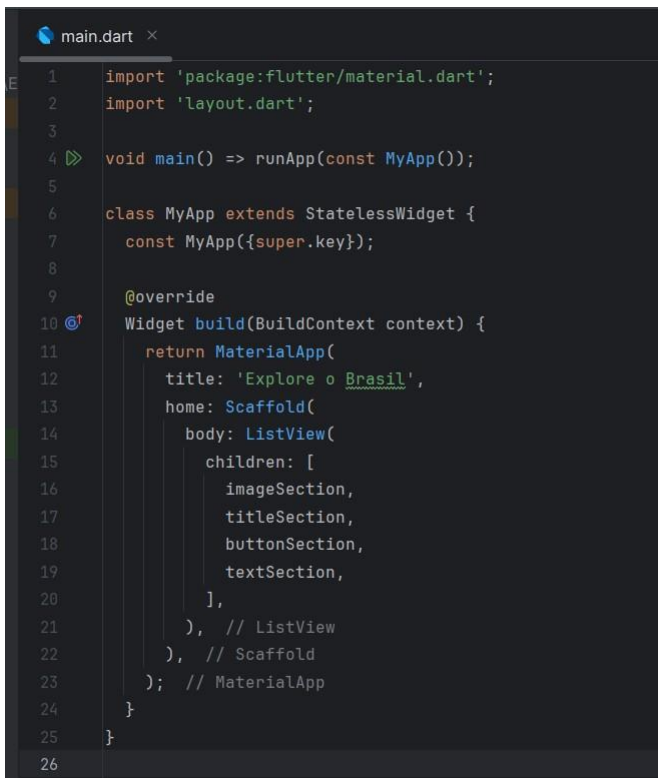 main.dart ×
E
1 import 'package:flutter/material.dart';
2 import 'layout.dart';
3
4 void main() => runApp(const MyApp());
5
6 class MyApp extends StatelessWidget {
7   const MyApp({super.key});
8
9   @override
10   Widget build(BuildContext context) {
11     return MaterialApp(
12       title: 'Explore o Brasil',
13       home: Scaffold(
14         body: ListView(
15           children: [
16             imageSection,
17             titleSection,
18             buttonSection,
19             textSection,
20           ],
21         ),  // ListView
22       ),  // Scaffold
23     );  // MaterialApp
24   }
25 }
26